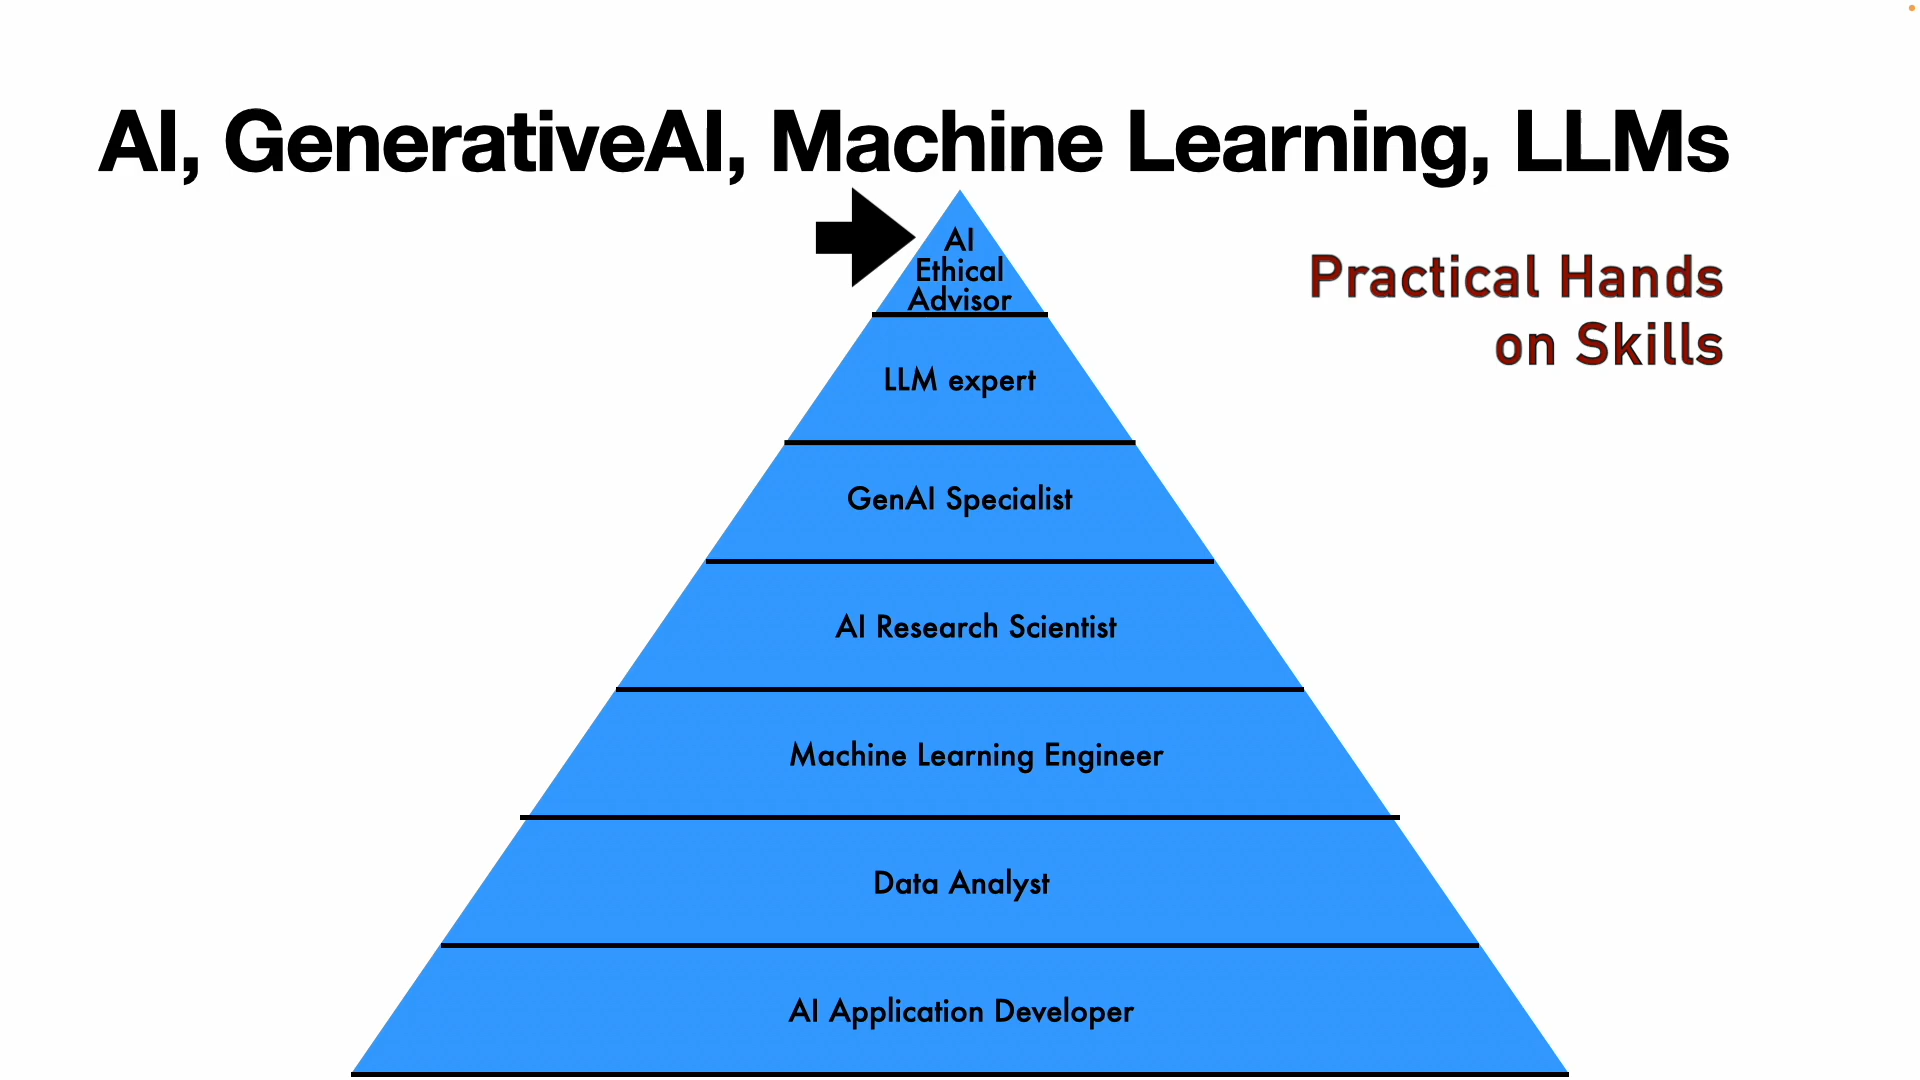 AI, GenerativeAI, Machine Learning, LLMs
AI
Ethical
Advisor
Practical Hands
on Skills
LLM expert
GenAI Specialist
AI Research Scientist
Machine Learning Engineer
Data Analyst
AI Application Developer